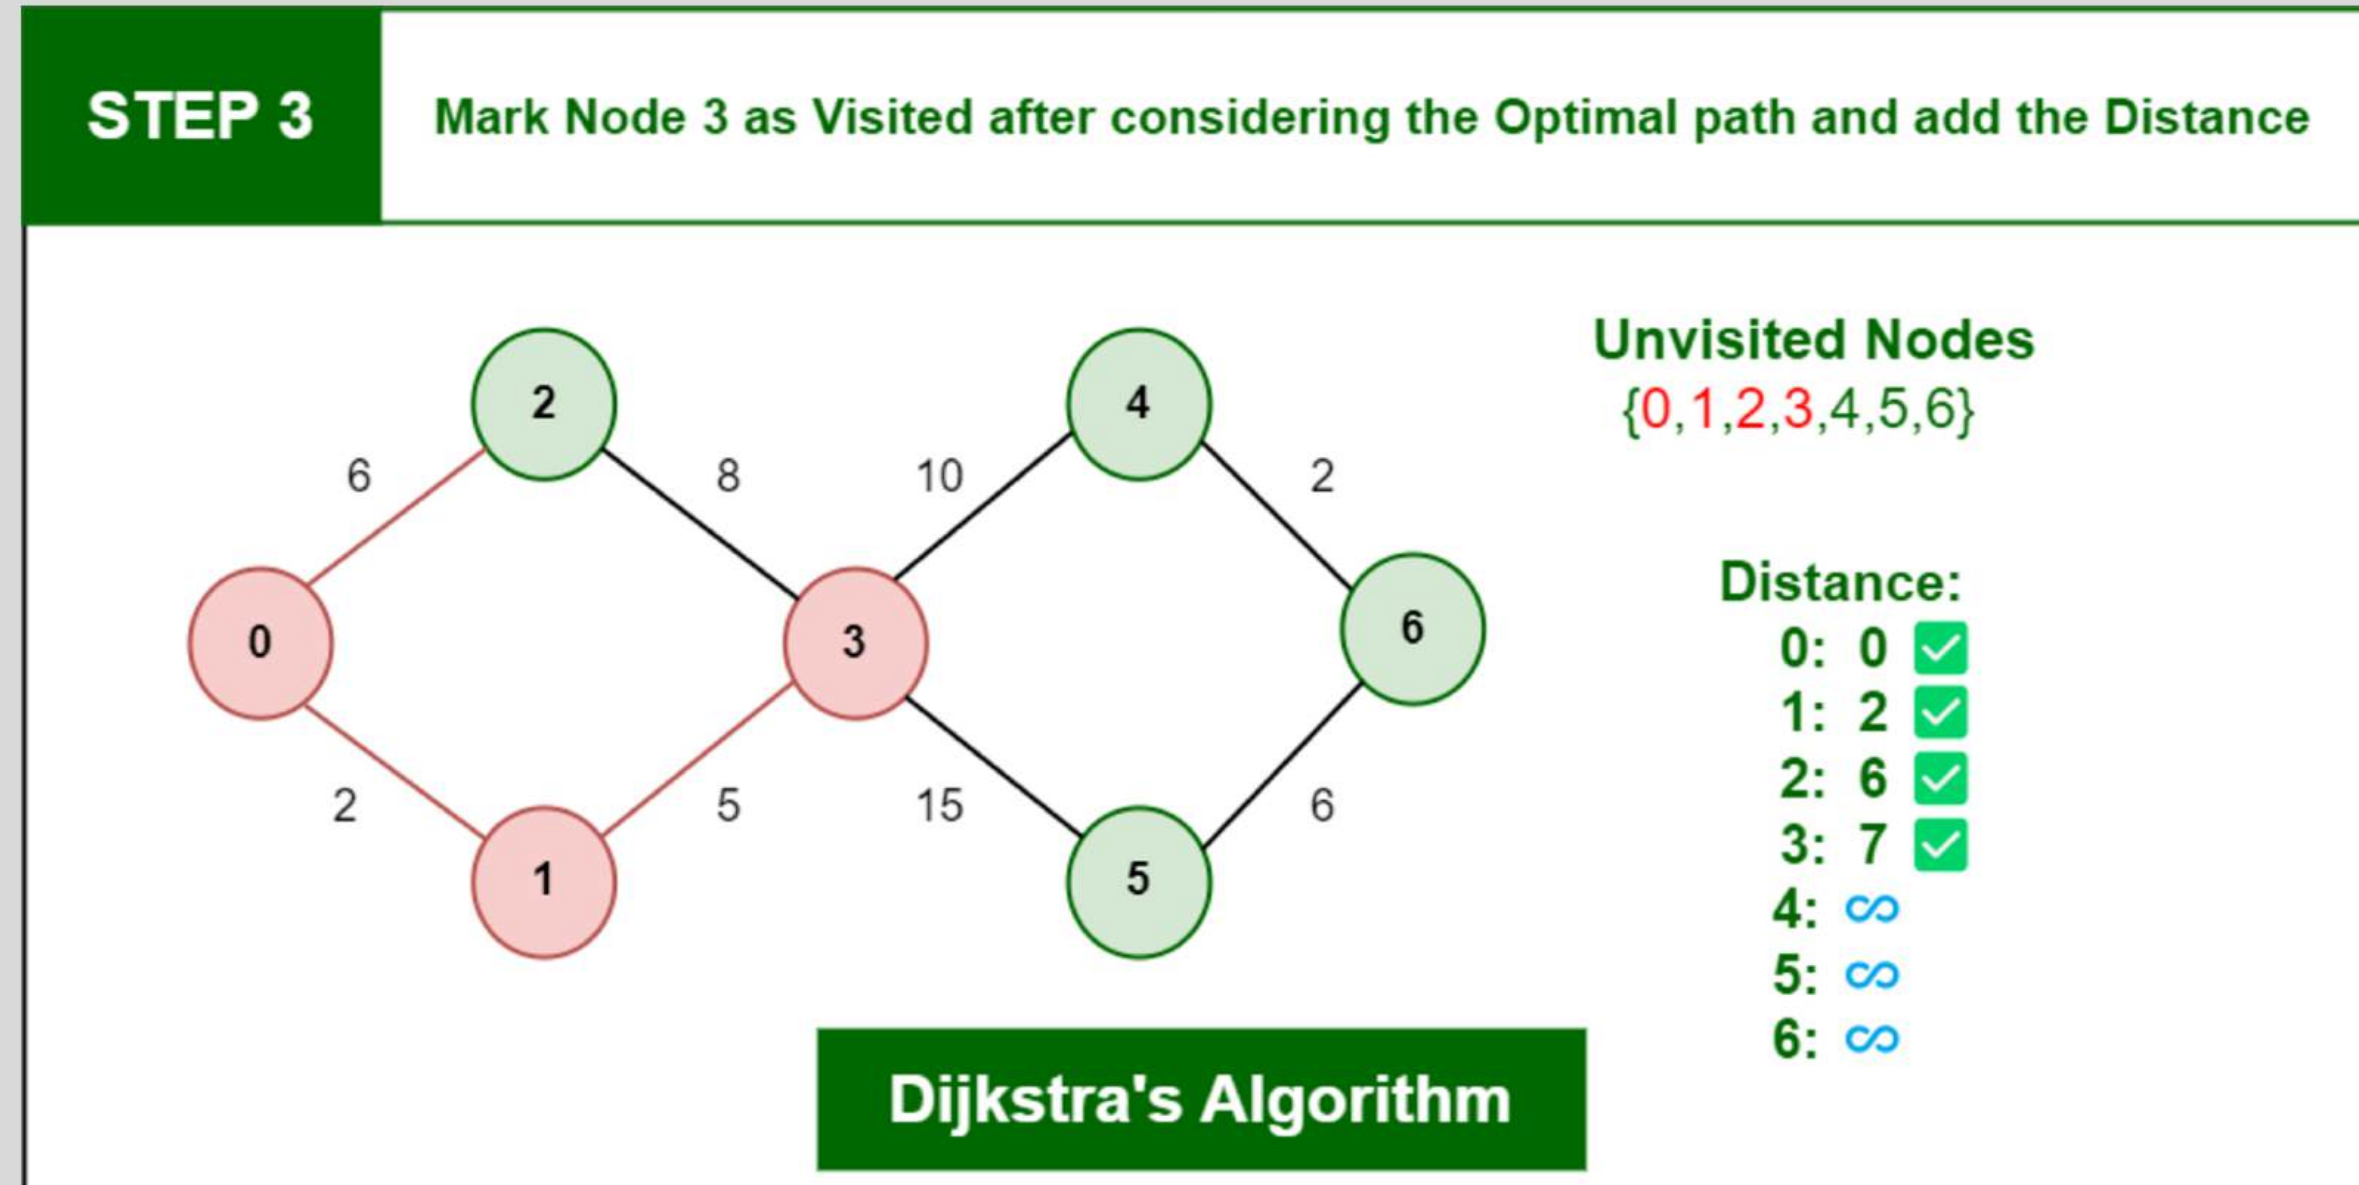 STEP 3
Mark Node 3 as Visited after considering the Optimal path and add the Distance
Unvisited Nodes
{0,1,2,3,4,5,6}
2
4
6
8
10
2
0
3
6
2
5
15
6
1
5
Distance:
0: 0 ✅
1: 2 ✅
2: 6 ✅
3: 7 ✅
4: ∞
5: ∞
6: ∞
Dijkstra's Algorithm